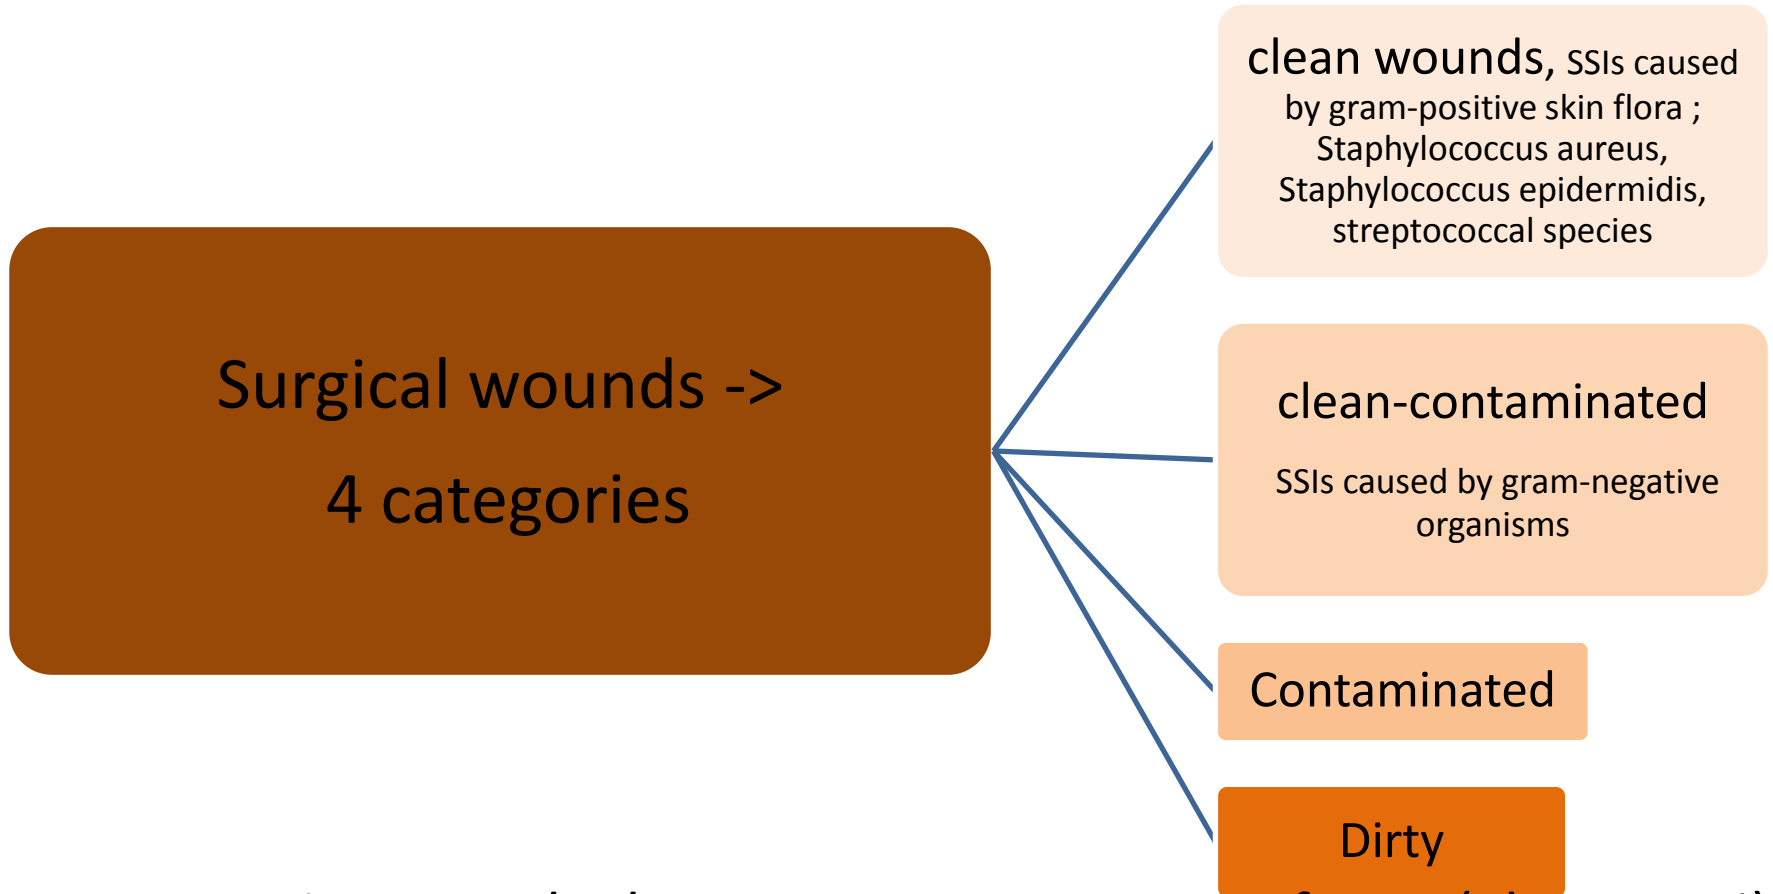 Surgical wounds ->
4 categories
clean wounds, SSIs caused
by gram-positive skin flora ;
Staphylococcus aureus,
Staphylococcus epidermidis,
streptococcal species
clean-contaminated
SSIs caused by gram-negative
organisms
Contaminated
Dirty